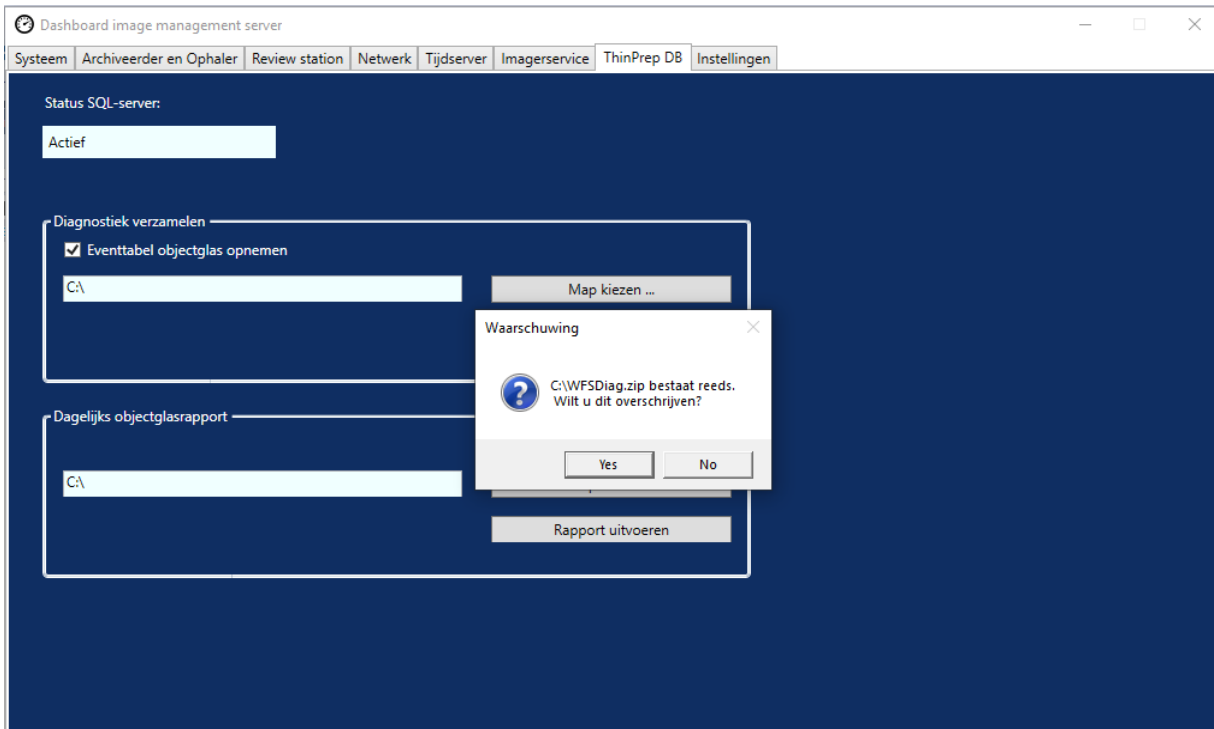 Dashboard image management server
Systeem Archiveerder en Ophaler Review station Netwerk Tijdserver Imagerservice ThinPrep DB Instellingen
Status SQL-server:
Actief
Diagnostiek verzamelen
Eventtabel objectglas opnemen
C:\ Map kiezen ...
Waarschuwing
C:\WFSDiag.zip bestaat reeds.
Wilt u dit overschrijven?
Yes No
Dagelijks objectglasrapport
C:\
Rapport uitvoeren